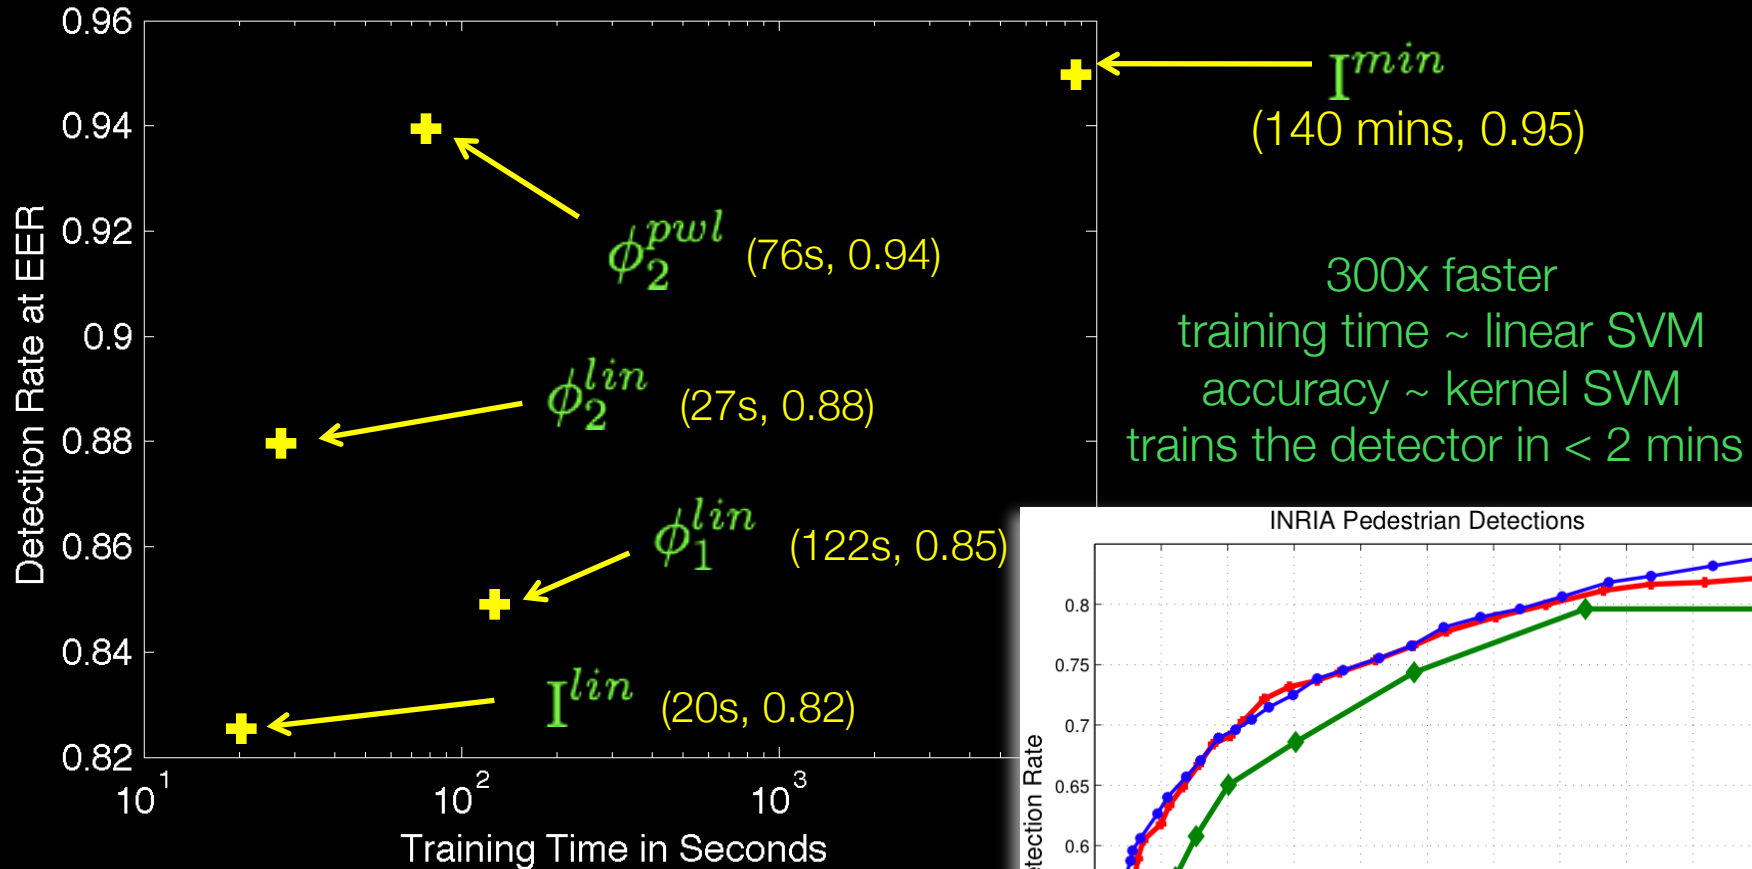 0.96
0.94
0.92
0.9
0.88
0.86
0.84
0.82
Detection Rate at EER
10^1
10^2
10^3
Training Time in Seconds
I^{min}
(140 mins, 0.95)
ϕ_2^{pwl} (76s, 0.94)
ϕ_2^{lin} (27s, 0.88)
ϕ_1^{lin} (122s, 0.85)
I^{lin} (20s, 0.82)
300x faster
training time ~ linear SVM
accuracy ~ kernel SVM
trains the detector in < 2 mins
INRIA Pedestrian Detections
0.8
0.75
0.7
0.65
0.6
tection Rate